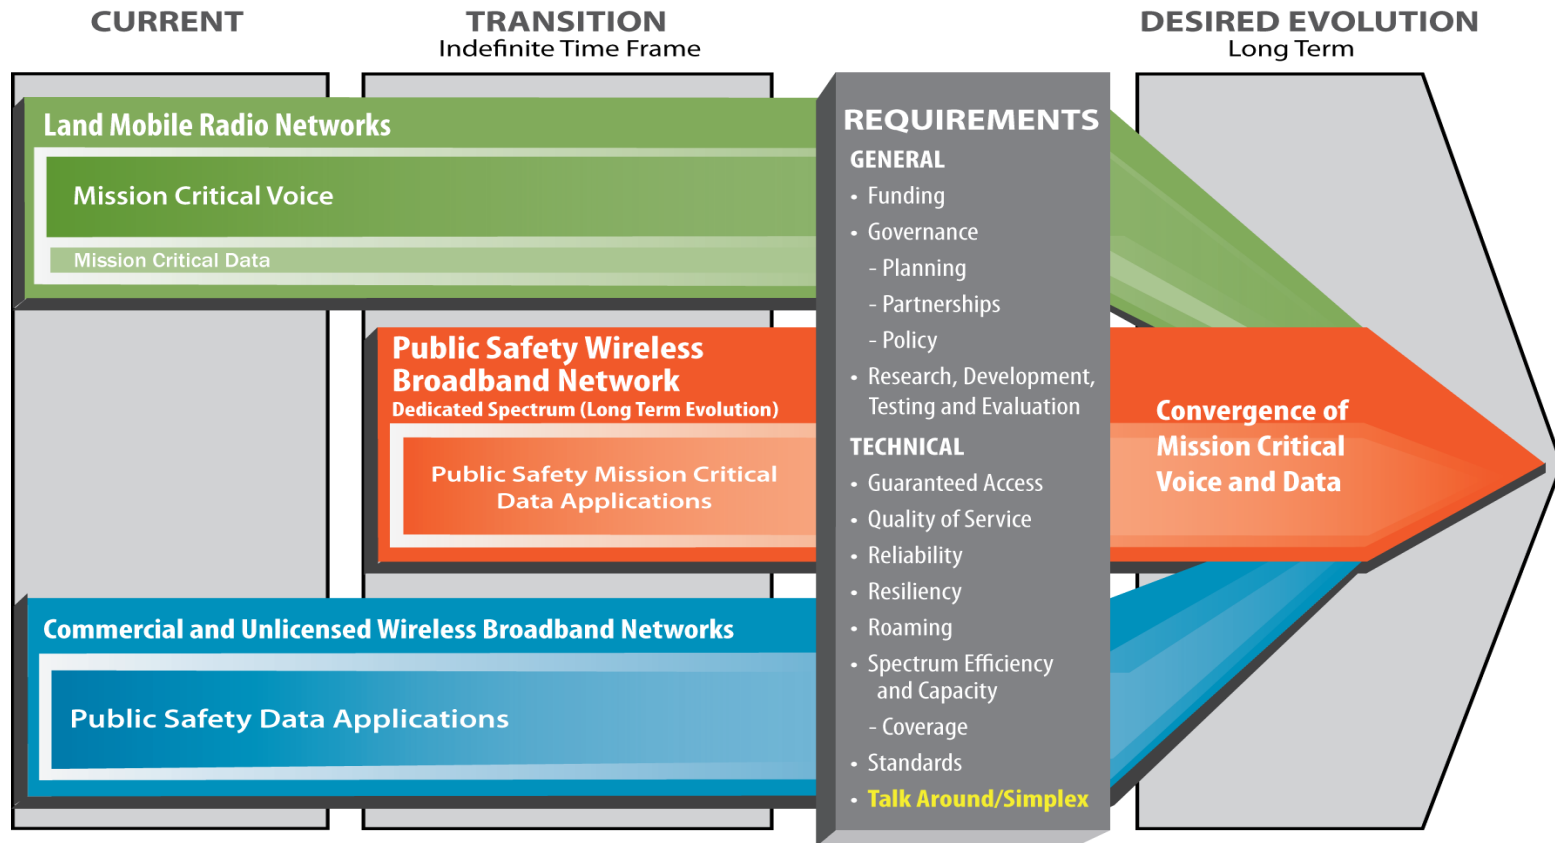 CURRENT
TRANSITION
Indefinite Time Frame
DESIRED EVOLUTION
Long Term
Land Mobile Radio Networks
Mission Critical Voice
Mission Critical Data
Public Safety Wireless
Broadband Network
Dedicated Spectrum (Long Term Evolution)
Public Safety Mission Critical
Data Applications
Commercial and Unlicensed Wireless Broadband Networks
Public Safety Data Applications
REQUIREMENTS
GENERAL
• Funding
• Governance
- Planning
- Partnerships
- Policy
• Research, Development,
Testing and Evaluation
TECHNICAL
• Guaranteed Access
• Quality of Service
• Reliability
• Resiliency
• Roaming
• Spectrum Efficiency
and Capacity
- Coverage
• Standards
• Talk Around/Simplex
Convergence of
Mission Critical
Voice and Data